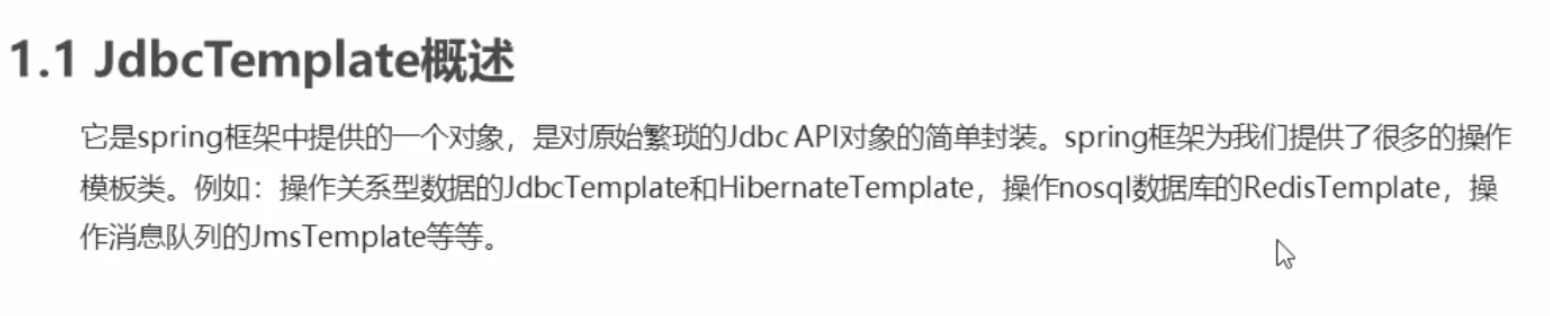 1.1 JdbcTemplate概述
它是spring框架中提供的一个对象，是对原始繁琐的Jdbc API对象的简单封装。spring框架为我们提供了很多的操作
模板类。例如：操作关系型数据的JdbcTemplate和HibernateTemplate，操作nosql数据库的RedisTemplate，操
作消息队列的JmsTemplate等等。